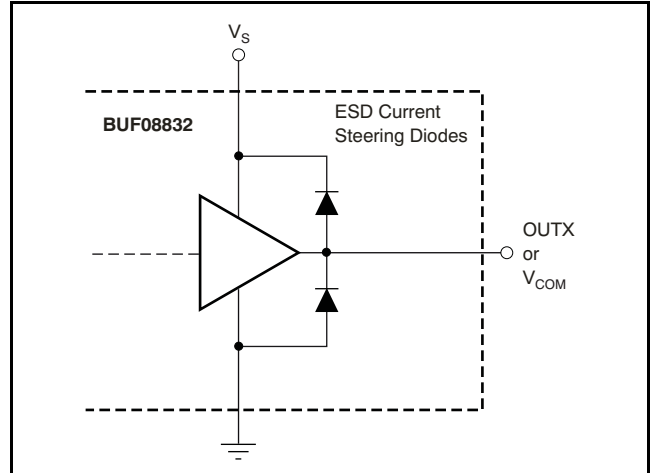 V_S
BUF08832
ESD Current
Steering Diodes
OUTX
or
V_COM